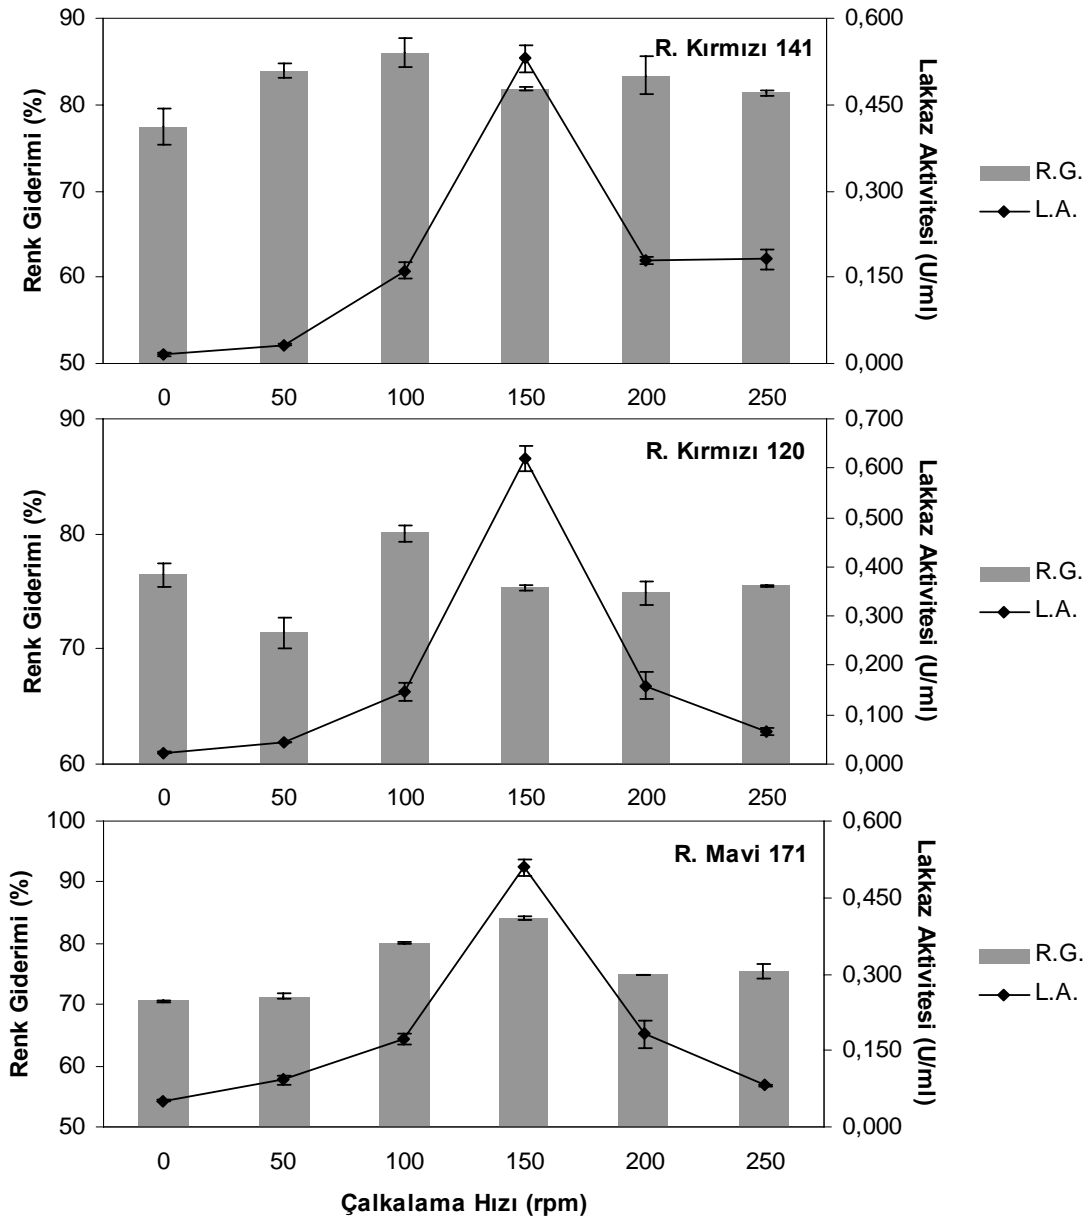 R. Kırmızı 141
Renk Giderimi (%)
90
80
70
60
50
0,600
0,450
0,300
0,150
0,000
Lakkaz Aktivitesi (U/ml)
0 50 100 150 200 250
R.G.
L.A.
R. Kırmızı 120
Renk Giderimi (%)
90
80
70
60
0,700
0,600
0,500
0,400
0,300
0,200
0,100
0,000
Lakkaz Aktivitesi (U/ml)
0 50 100 150 200 250
R.G.
L.A.
R. Mavi 171
Renk Giderimi (%)
100
90
80
70
60
50
0,600
0,450
0,300
0,150
0,000
Lakkaz Aktivitesi (U/ml)
0 50 100 150 200 250
R.G.
L.A.
Çalkalama Hızı (rpm)